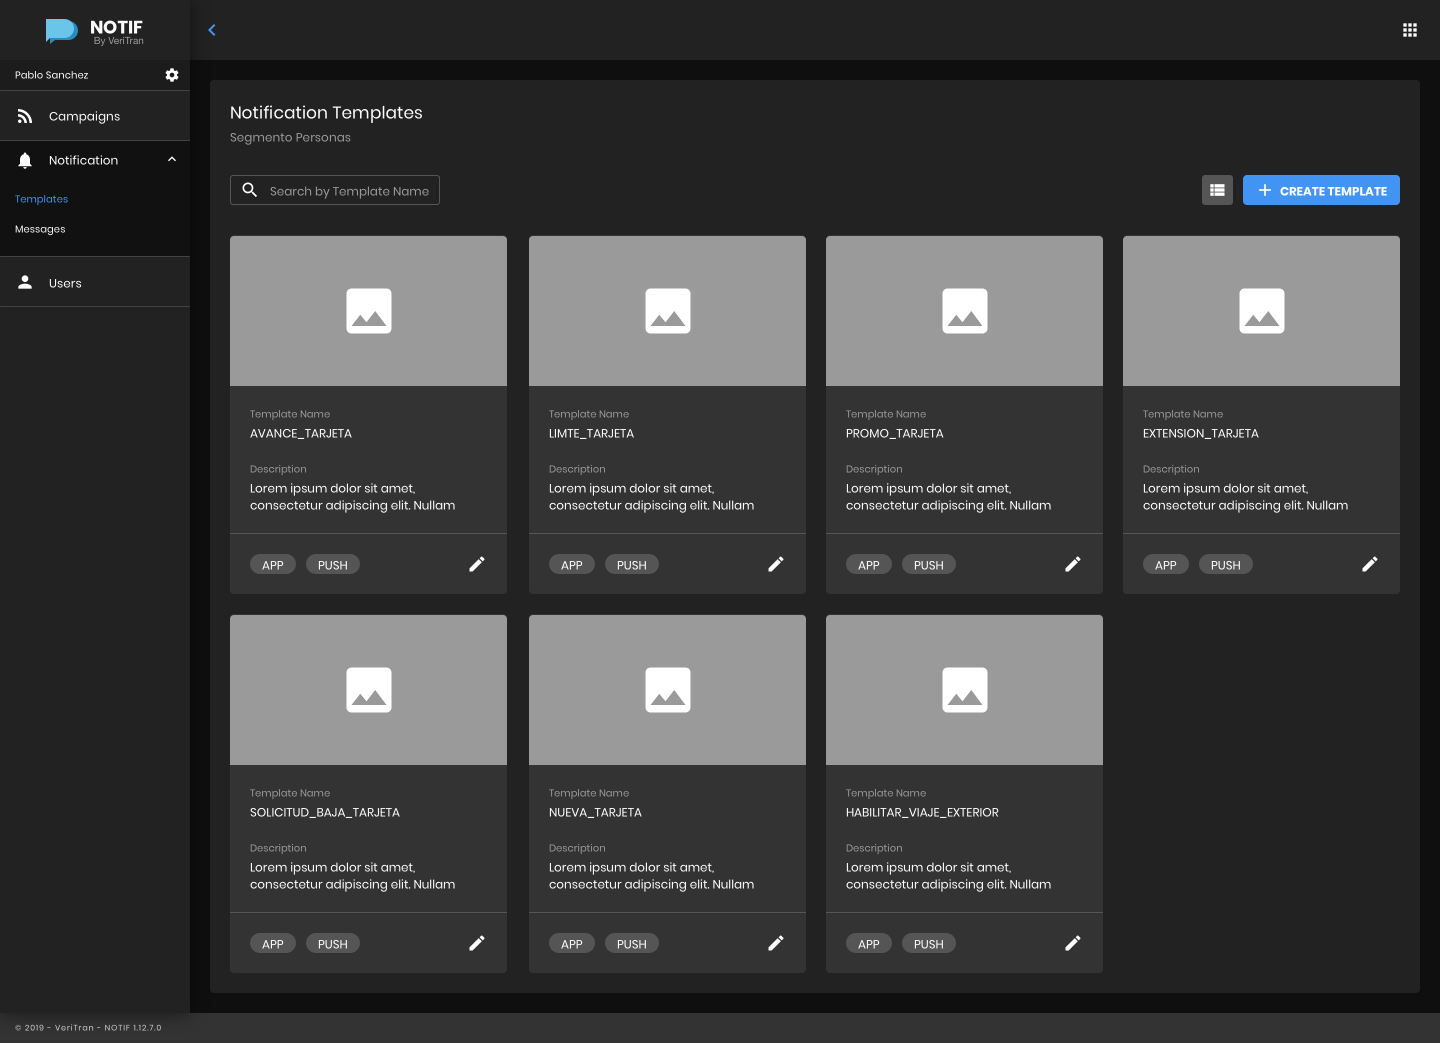 NOTIF
By VeriTran
Pablo Sanchez
Campaigns
Notification
Templates
Messages
Users
Notification Templates
Segmento Personas
Search by Template Name
CREATE TEMPLATE
Template Name
AVANCE_TARJETA
Description
Lorem ipsum dolor sit amet,
consectetur adipiscing elit. Nullam
APP PUSH
Template Name
LIMTE_TARJETA
Description
Lorem ipsum dolor sit amet,
consectetur adipiscing elit. Nullam
APP PUSH
Template Name
PROMO_TARJETA
Description
Lorem ipsum dolor sit amet,
consectetur adipiscing elit. Nullam
APP PUSH
Template Name
EXTENSION_TARJETA
Description
Lorem ipsum dolor sit amet,
consectetur adipiscing elit. Nullam
APP PUSH
Template Name
SOLICITUD_BAJA_TARJETA
Description
Lorem ipsum dolor sit amet,
consectetur adipiscing elit. Nullam
APP PUSH
Template Name
NUEVA_TARJETA
Description
Lorem ipsum dolor sit amet,
consectetur adipiscing elit. Nullam
APP PUSH
Template Name
HABILITAR_VIAJE_EXTERIOR
Description
Lorem ipsum dolor sit amet,
consectetur adipiscing elit. Nullam
APP PUSH
© 2019 - VeriTran - NOTIF 1.12.7.0